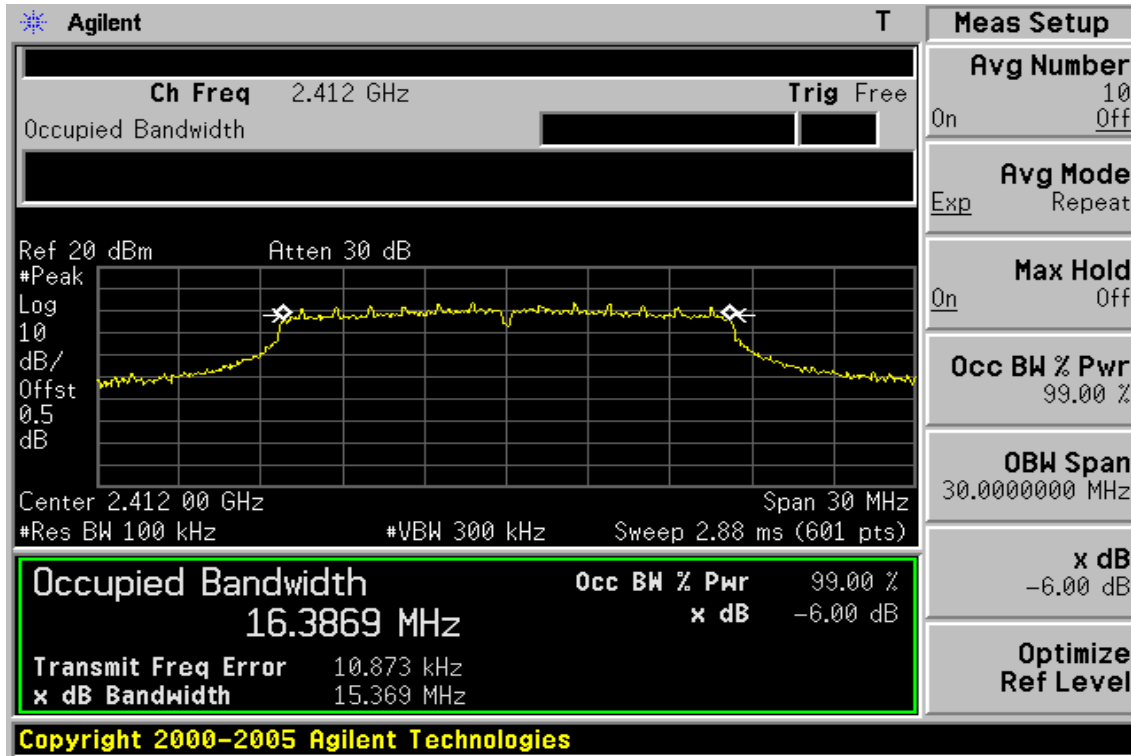 Agilent T
Ch Freq 2.412 GHz Trig Free
Occupied Bandwidth
Ref 20 dBm Atten 30 dB
#Peak
Log
10
dB/
Offst
0.5
dB
Center 2.412 00 GHz Span 30 MHz
#Res BW 100 kHz #VBW 300 kHz Sweep 2.88 ms (601 pts)
Occupied Bandwidth Occ BW % Pwr 99.00 %
16.3869 MHz x dB -6.00 dB
Transmit Freq Error 10.873 kHz
x dB Bandwidth 15.369 MHz
Copyright 2000-2005 Agilent Technologies
Meas Setup
Avg Number
10
On Off
Avg Mode
Exp Repeat
Max Hold
On Off
Occ BW % Pwr
99.00 %
OBW Span
30.0000000 MHz
x dB
-6.00 dB
Optimize
Ref Level